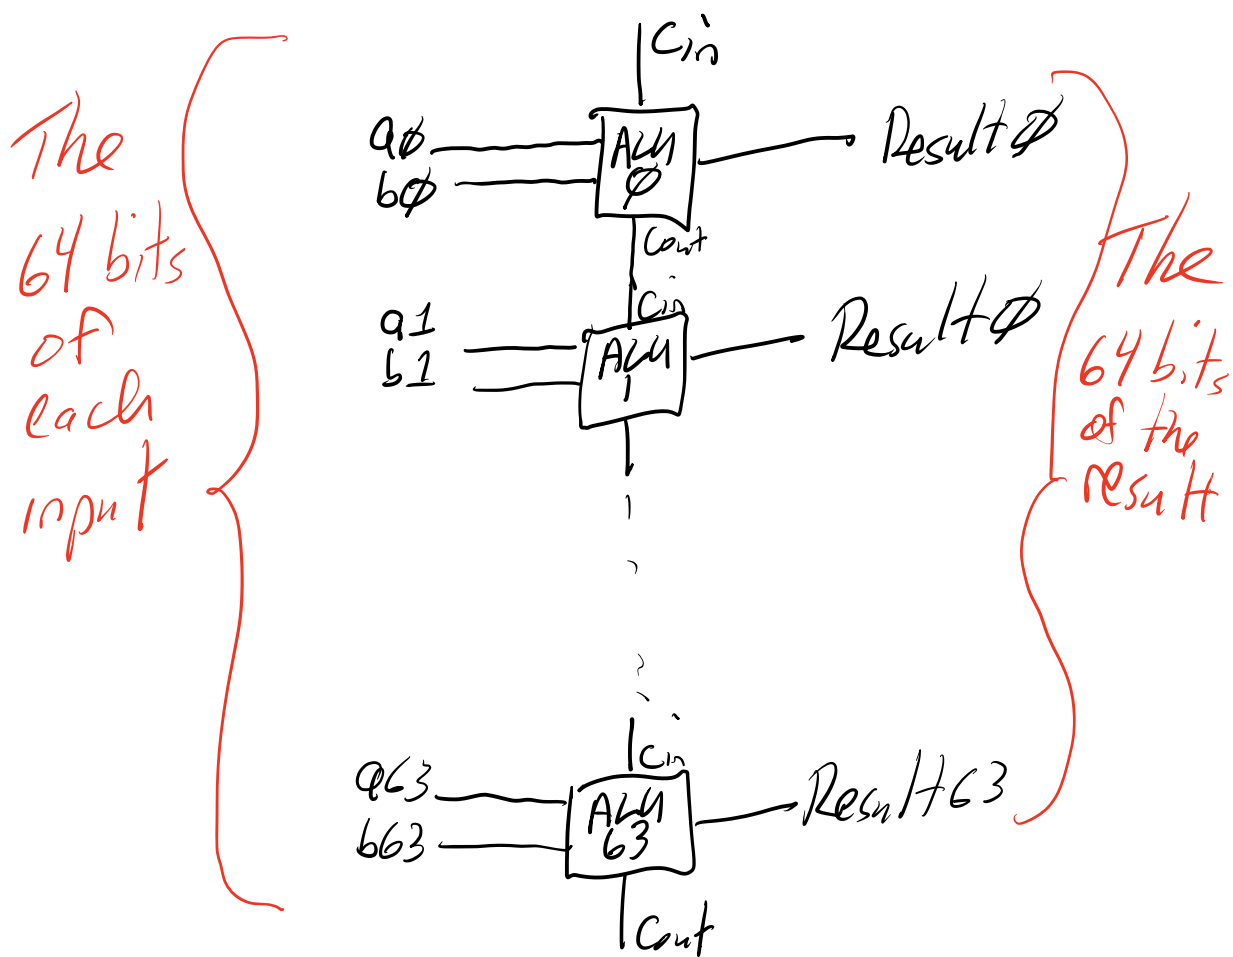 The
64 bits
of
each
input
Cin
a0
b0
ALU
0
Result0
Cout
Cin
a1
b1
ALU
1
Result0
Cin
a63
b63
ALU
63
Result63
Cout
The
64 bits
of the
result